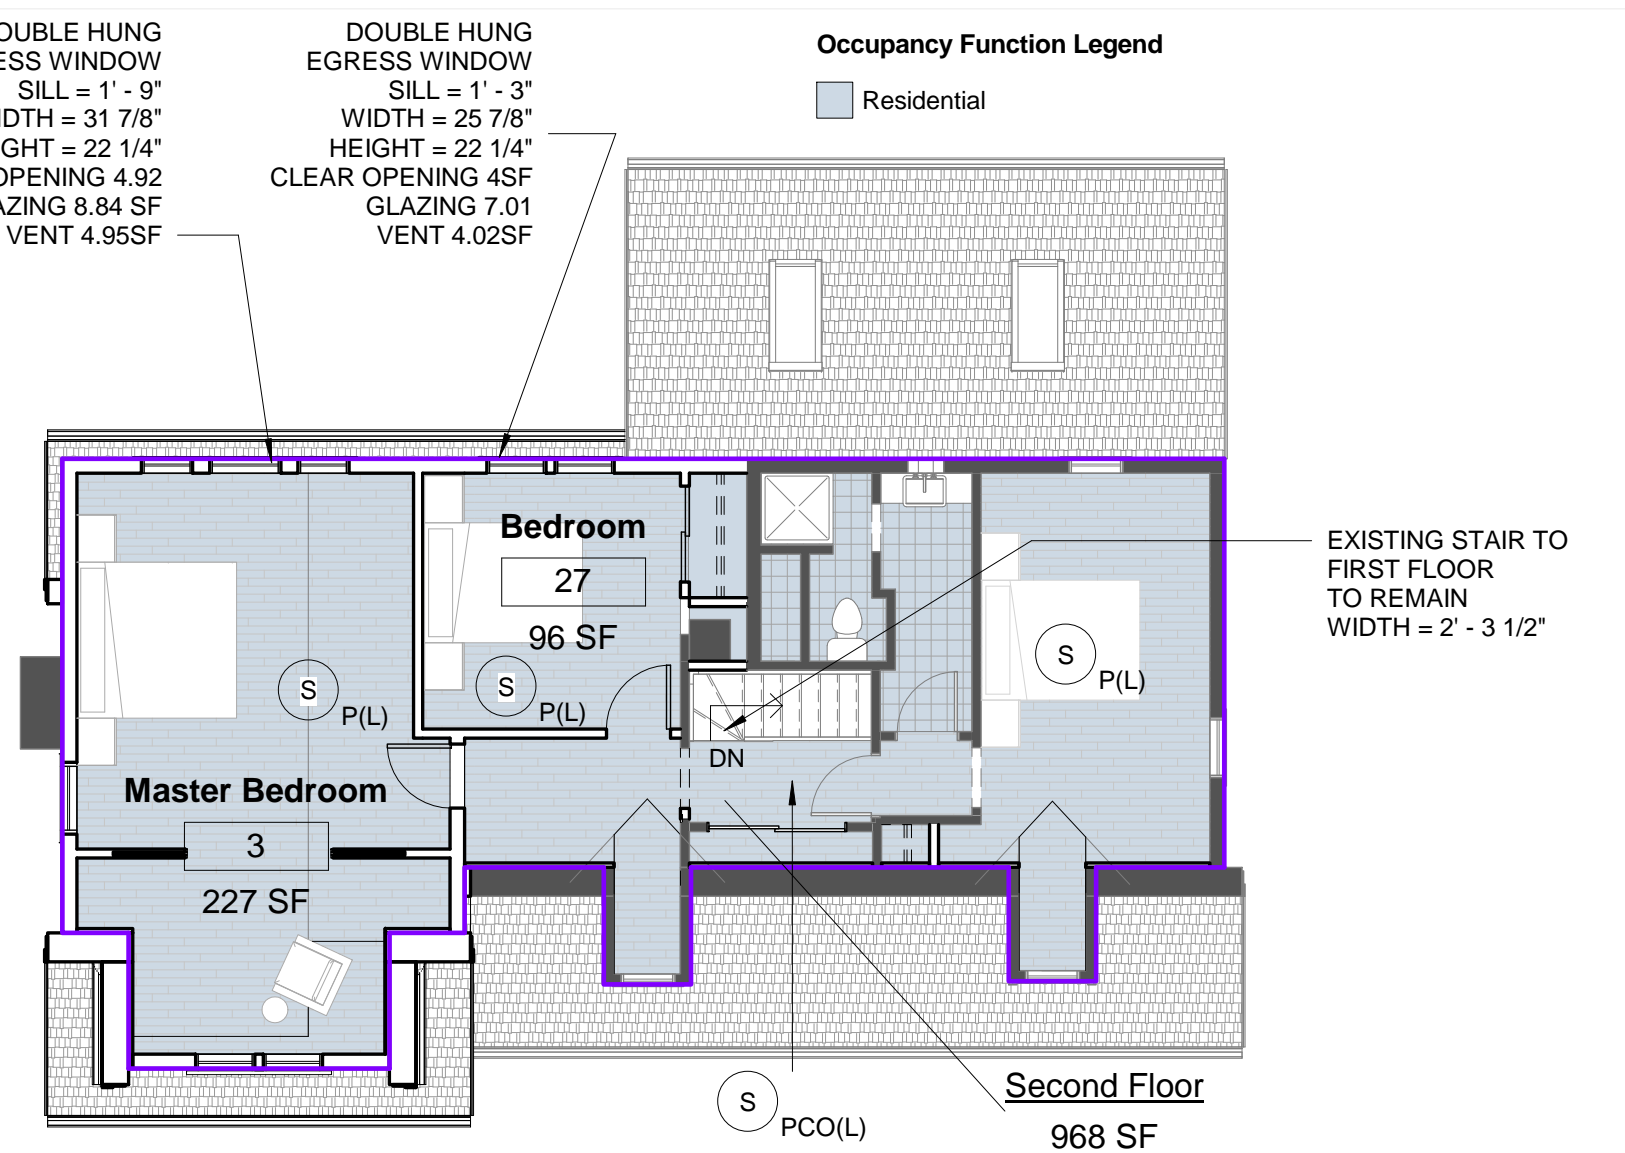 OUBLE HUNG
ESS WINDOW
SILL = 1' - 9"
IDTH = 31 7/8"
GHT = 22 1/4"
OPENING 4.92
AZING 8.84 SF
VENT 4.95SF
DOUBLE HUNG
EGRESS WINDOW
SILL = 1' - 3"
WIDTH = 25 7/8"
HEIGHT = 22 1/4"
CLEAR OPENING 4SF
GLAZING 7.01
VENT 4.02SF
Occupancy Function Legend
Residential
Bedroom
27
96 SF
S
P(L)
S
P(L)
S
P(L)
EXISTING STAIR TO
FIRST FLOOR
TO REMAIN
WIDTH = 2' - 3 1/2"
DN
Master Bedroom
3
227 SF
S
PCO(L)
Second Floor
968 SF